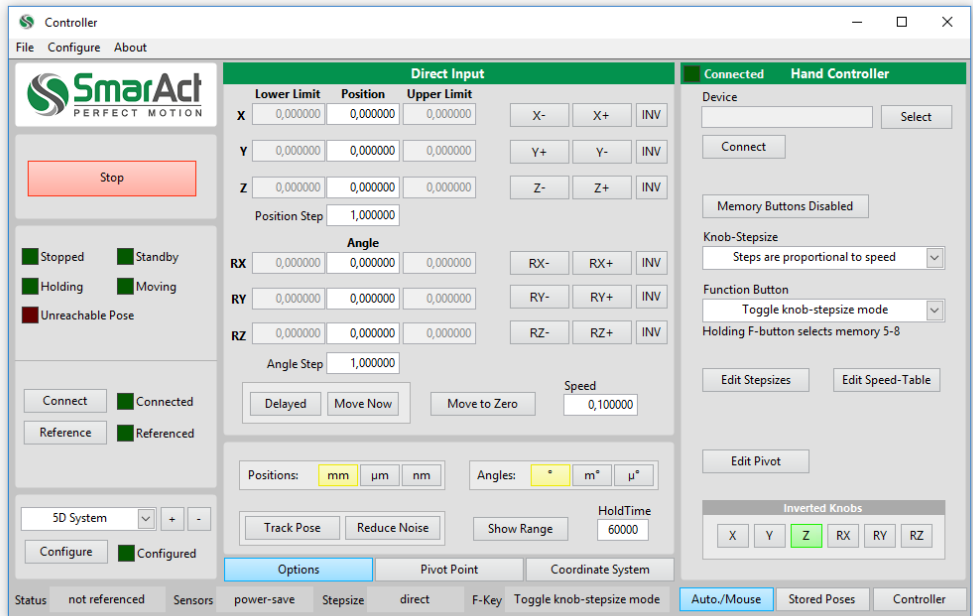 Controller
File Configure About
SmarAct
PERFECT MOTION
Stop
Stopped Standby
Holding Moving
Unreachable Pose
Connect Connected
Reference Referenced
5D System + -
Configure Configured
Direct Input
Lower Limit Position Upper Limit
X 0,000000 0,000000 0,000000 X- X+ INV
Y 0,000000 0,000000 0,000000 Y+ Y- INV
Z 0,000000 0,000000 0,000000 Z- Z+ INV
Position Step 1,000000
Angle
RX 0,000000 0,000000 0,000000 RX- RX+ INV
RY 0,000000 0,000000 0,000000 RY- RY+ INV
RZ 0,000000 0,000000 0,000000 RZ- RZ+ INV
Angle Step 1,000000
Speed
Delayed Move Now Move to Zero 0,100000
Positions: mm µm nm Angles: ° m° µ°
HoldTime
Track Pose Reduce Noise Show Range 60000
Options Pivot Point Coordinate System
Connected Hand Controller
Device
Select
Connect
Memory Buttons Disabled
Knob-Stepsize
Steps are proportional to speed
Function Button
Toggle knob-stepsize mode
Holding F-button selects memory 5-8
Edit Stepsizes Edit Speed-Table
Edit Pivot
Inverted Knobs
X Y Z RX RY RZ
Status not referenced Sensors power-save Stepsize direct F-Key Toggle knob-stepsize mode Auto./Mouse Stored Poses Controller